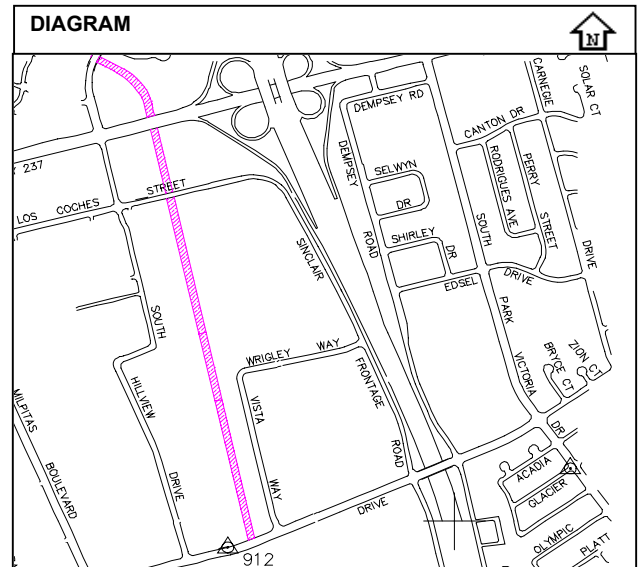 DIAGRAM
N
237
LOS COCHES STREET
DEMPSEY RD
DEMPSEY ROAD
SELWYN DR
SHIRLEY DR
EDSEL DRIVE
CANTON DR
RODRIGUES AVE
PERRY STREET
CARNEGIE DRIVE
SOLAR CT
SOUTH PARK VICTORIA DR
BRYCE CT
ZION CT
SINCLAIR FRONTAGE ROAD
WRIGLEY WAY
VISTA WAY
SOUTH HILLVIEW DRIVE
MILPITAS BOULEVARD
DRIVE
ACADIA
GLACIER
OLYMPIC
PLATT
912